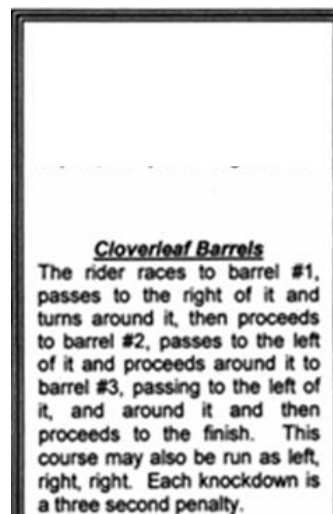 Cloverleaf Barrels
The rider races to barrel #1,
passes to the right of it and
turns around it, then proceeds
to barrel #2, passes to the left
of it and proceeds around it to
barrel #3, passing to the left of
it, and around it and then
proceeds to the finish. This
course may also be run as left,
right, right. Each knockdown is
a three second penalty.